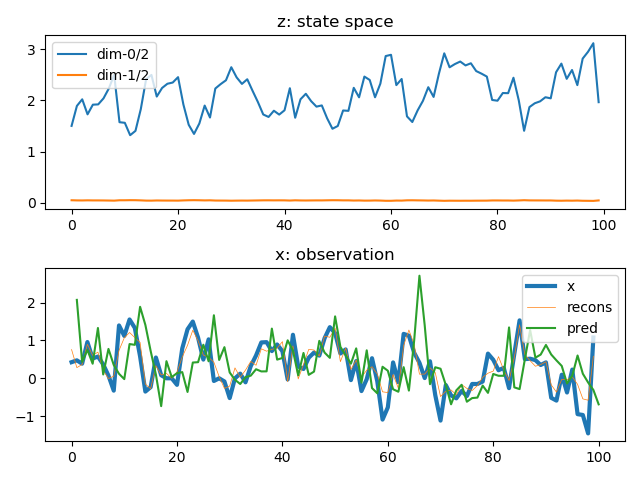 z: state space
dim-0/2
dim-1/2
3
2
1
0
0 20 40 60 80 100
x: observation
x
recons
pred
2
1
0
−1
0 20 40 60 80 100